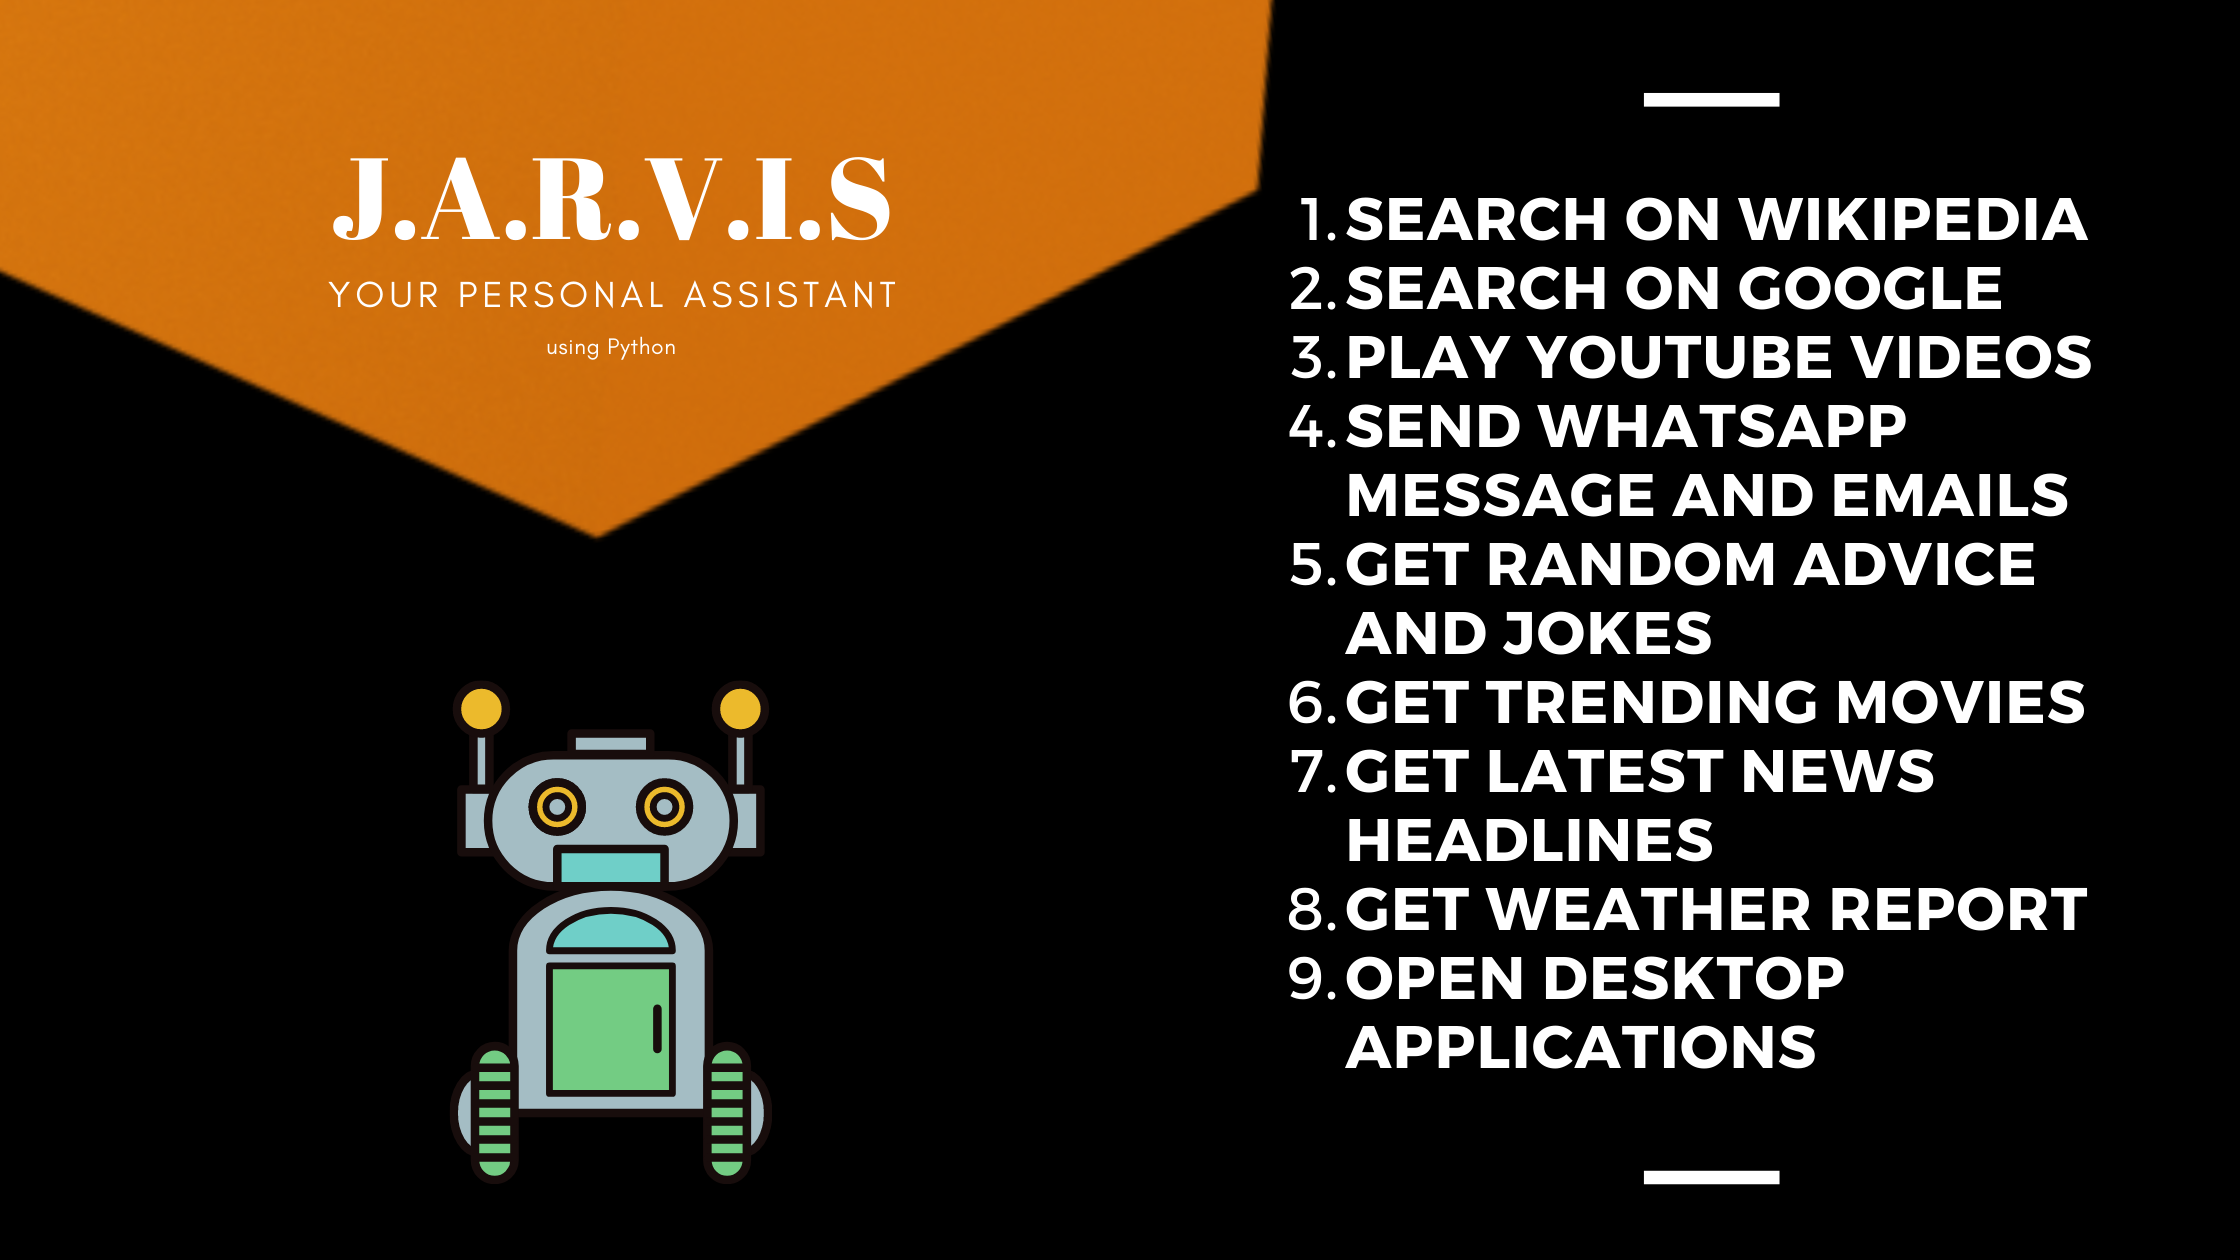 J.A.R.V.I.S
YOUR PERSONAL ASSISTANT
using Python
1. SEARCH ON WIKIPEDIA
2. SEARCH ON GOOGLE
3. PLAY YOUTUBE VIDEOS
4. SEND WHATSAPP
MESSAGE AND EMAILS
5. GET RANDOM ADVICE
AND JOKES
6. GET TRENDING MOVIES
7. GET LATEST NEWS
HEADLINES
8. GET WEATHER REPORT
9. OPEN DESKTOP
APPLICATIONS